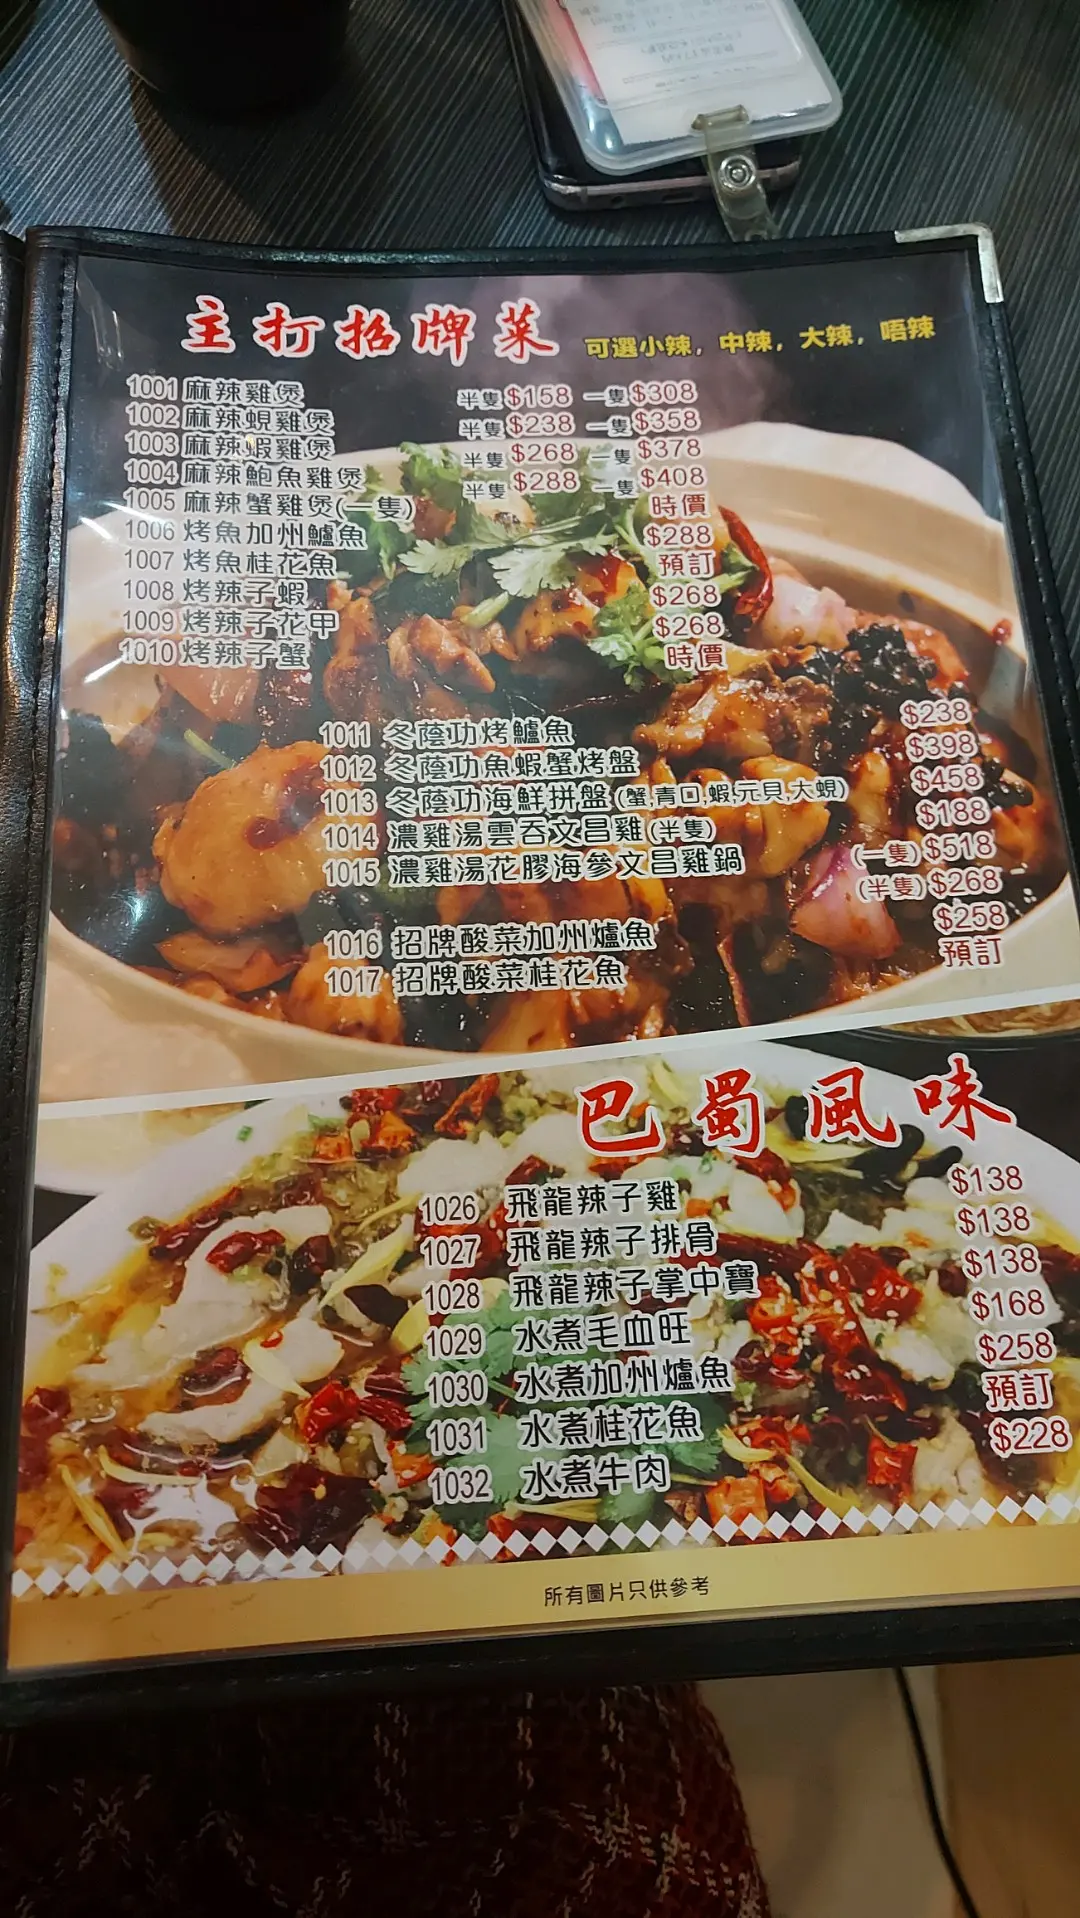 主打招牌菜 可選小辣，中辣，大辣，唔辣
1001 麻辣雞煲 半隻$158 一隻$308
1002 麻辣蜆雞煲 半隻$238 一隻$358
1003 麻辣蝦雞煲 半隻$268 一隻$378
1004 麻辣鮑魚雞煲 半隻$288 一隻$408
1005 麻辣蟹雞煲(一隻) 時價
1006 烤魚加州鱸魚 $288
1007 烤魚桂花魚 預訂
1008 烤辣子蝦 $268
1009 烤辣子花甲 $268
1010 烤辣子蟹 時價
1011 冬蔭功烤鱸魚 $238
1012 冬蔭功魚蝦蟹烤盤 $398
1013 冬蔭功海鮮拼盤(蟹,青口,蝦,元貝,大蜆) $458
1014 濃雞湯雲吞文昌雞(半隻) $188
1015 濃雞湯花膠海參文昌雞鍋 (一隻)$518
(半隻)$268
1016 招牌酸菜加州爐魚 $258
1017 招牌酸菜桂花魚 預訂
巴蜀風味
1026 飛龍辣子雞 $138
1027 飛龍辣子排骨 $138
1028 飛龍辣子掌中寶 $138
1029 水煮毛血旺 $168
1030 水煮加州爐魚 $258
1031 水煮桂花魚 預訂
1032 水煮牛肉 $228
所有圖片只供參考